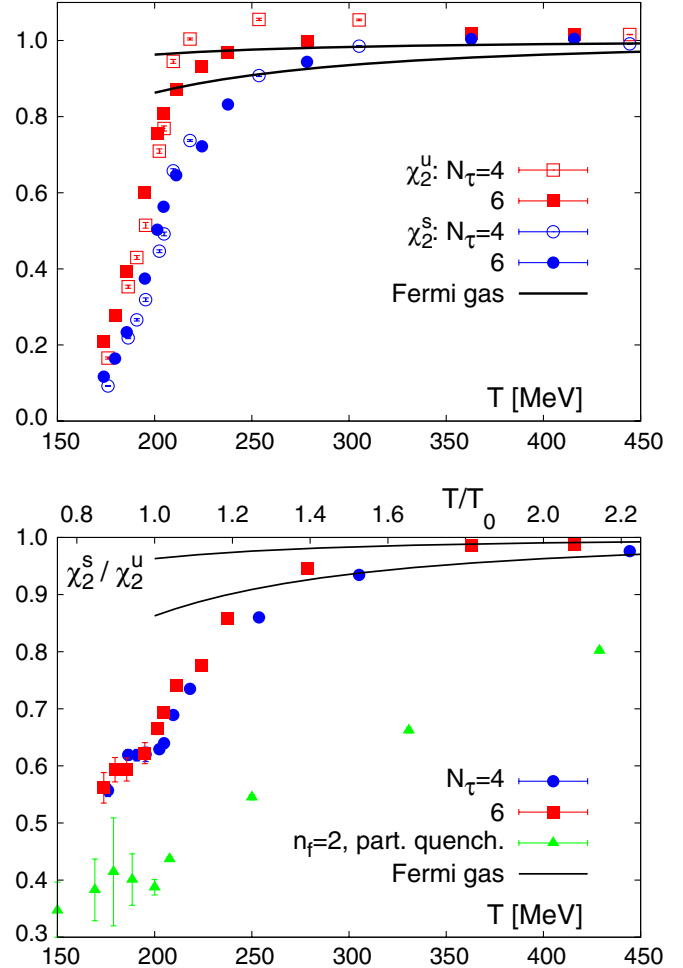 1.0
0.8
0.6
0.4
0.2
0.0
χ₂ᵘ: N_τ=4
6
χ₂ˢ: N_τ=4
6
Fermi gas
T [MeV]
150 200 250 300 350 400 450
T/T₀
0.8 1.0 1.2 1.4 1.6 1.8 2.0 2.2
1.0
χ₂ˢ / χ₂ᵘ
0.9
0.8
0.7
0.6
0.5
0.4
0.3
N_τ=4
6
n_f=2, part. quench.
Fermi gas
T [MeV]
150 200 250 300 350 400 450